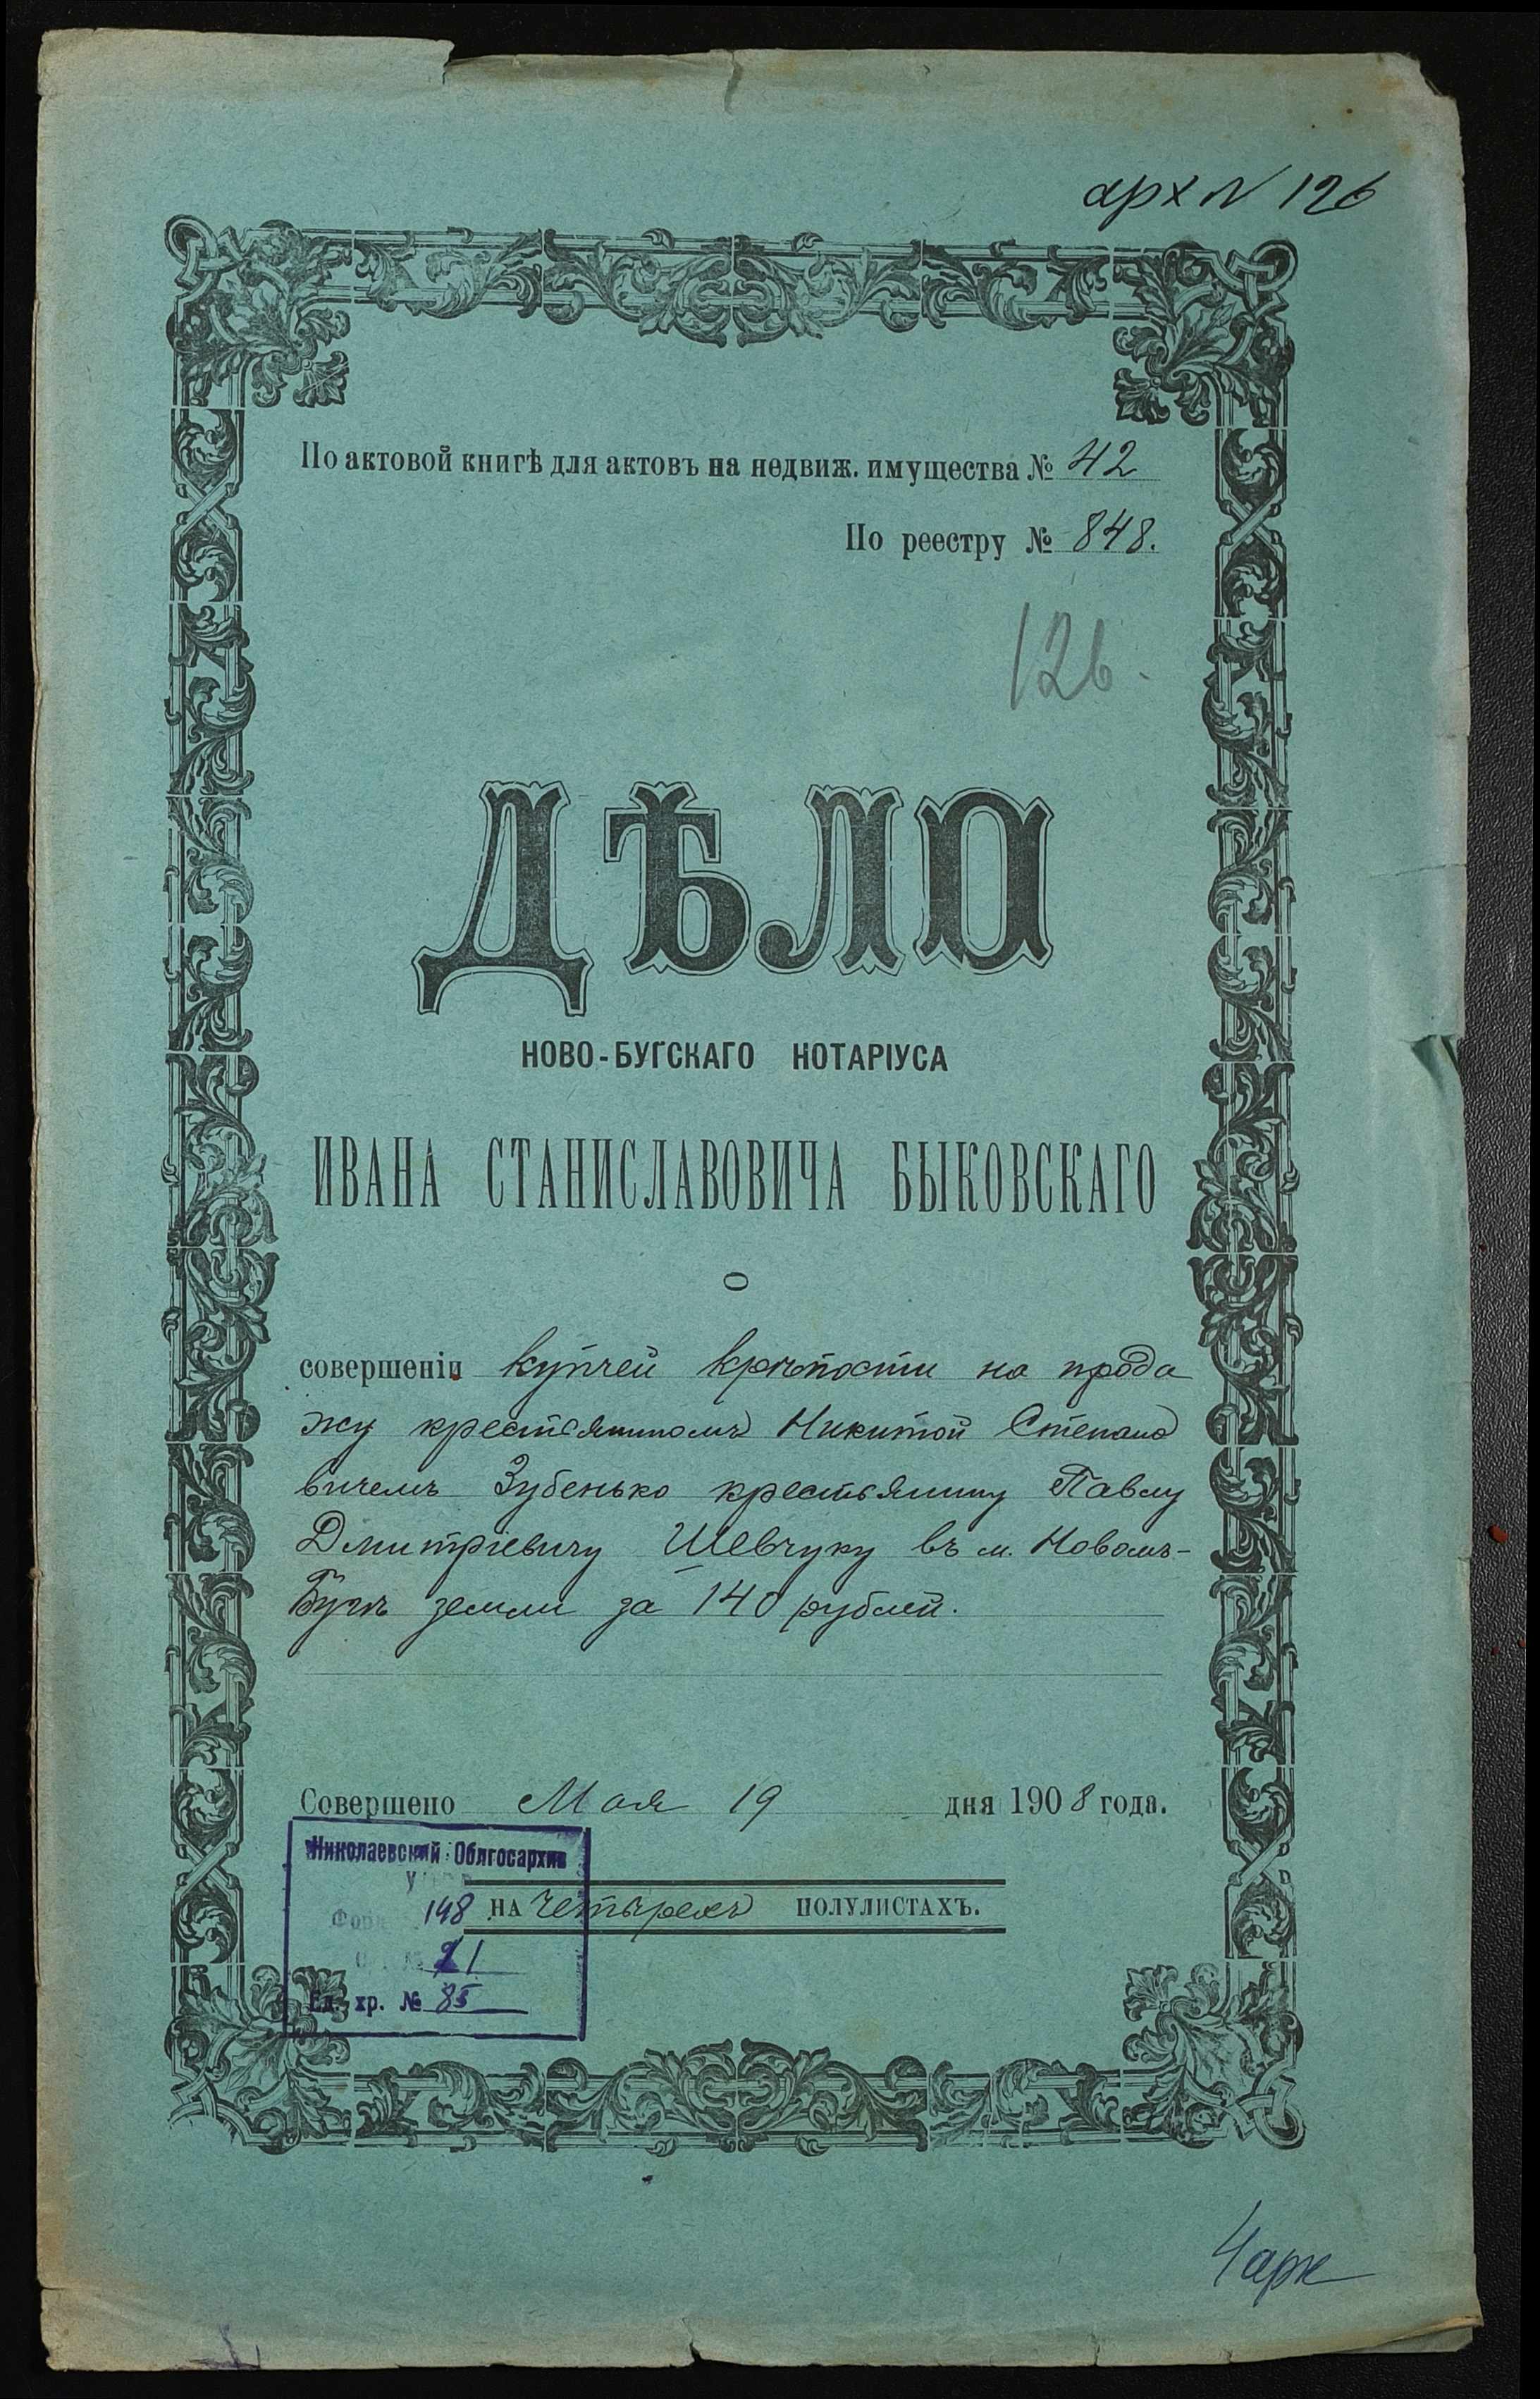 арх N 126
По актовой книгѣ для актовъ на недвиж. имущества № 42
По реестру № 848.
126.
ДѢЛО
НОВО-БУГСКАГО НОТАРІУСА
ИВАНА СТАНИСЛАВОВИЧА БЫКОВСКАГО
О
совершеніи купчей крѣпости на прода
жу крестьяниномъ Никитой Степано
вичемъ Зубенько крестьянину Павлу
Дмитріевичу Шевчуку въ м. Новомъ-
Бугѣ земли за 140 рублей.
Совершено Мая 19 дня 1908 года.
Николаевский Облгосархив
148
НА четырехъ ПОЛУЛИСТАХЪ.
21
Ед. хр. № 85